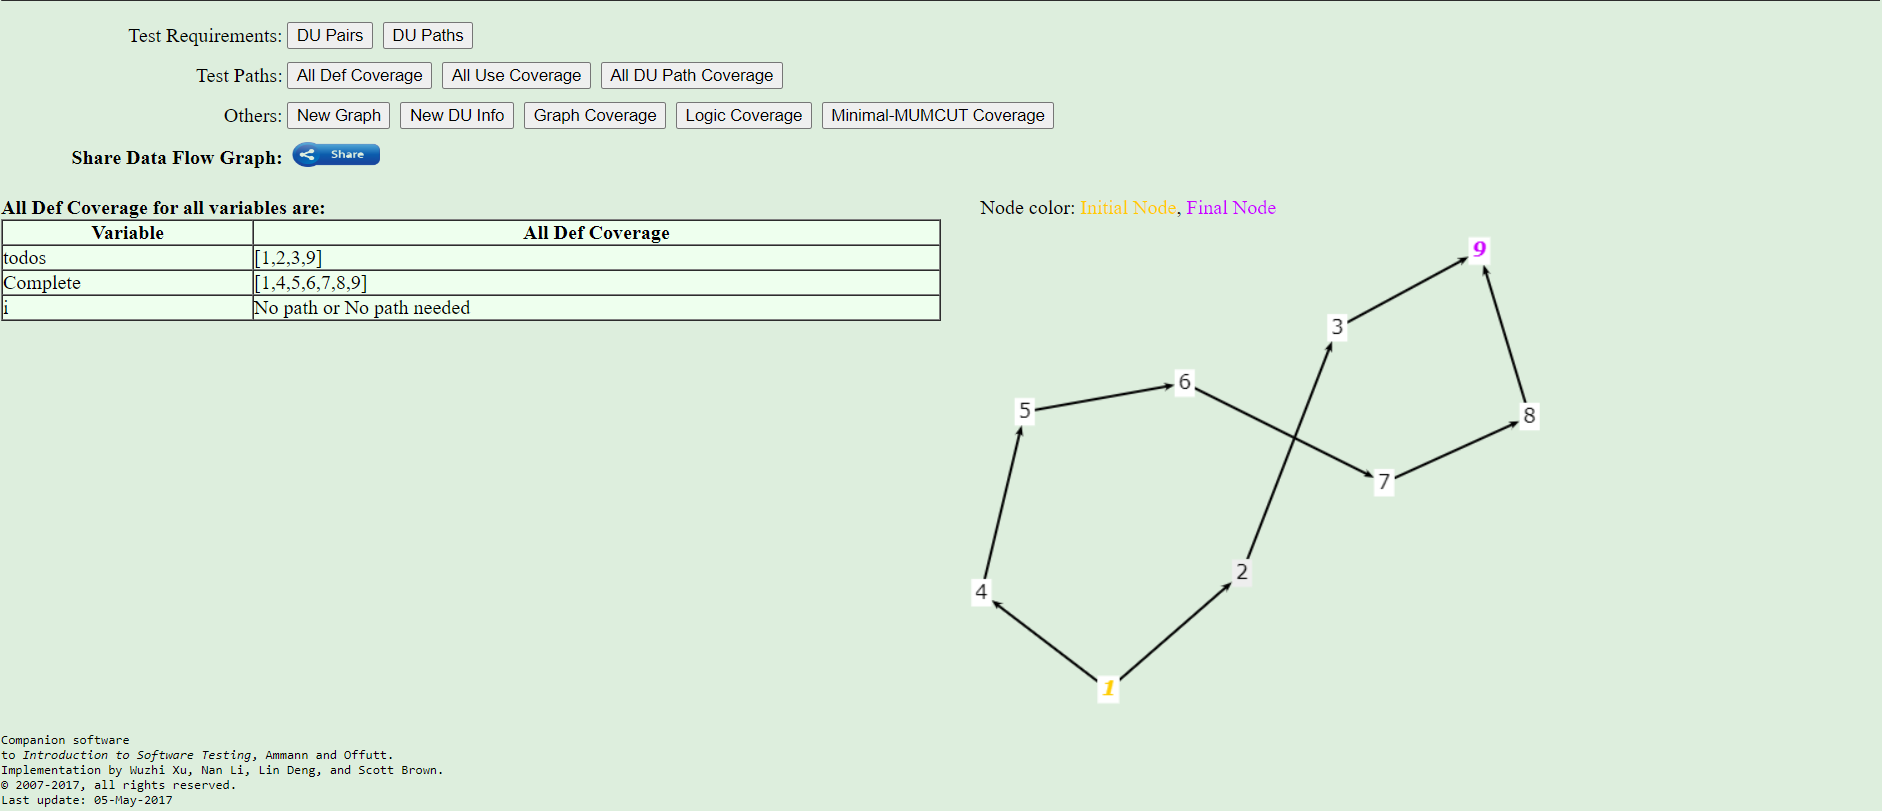 Test Requirements: DU Pairs DU Paths
Test Paths: All Def Coverage All Use Coverage All DU Path Coverage
Others: New Graph New DU Info Graph Coverage Logic Coverage Minimal-MUMCUT Coverage
Share Data Flow Graph: Share
All Def Coverage for all variables are:
Variable All Def Coverage
todos [1,2,3,9]
Complete [1,4,5,6,7,8,9]
i No path or No path needed
Node color: Initial Node, Final Node
9
3
6
5
8
7
2
4
1
Companion software
to Introduction to Software Testing, Ammann and Offutt.
Implementation by Wuzhi Xu, Nan Li, Lin Deng, and Scott Brown.
© 2007-2017, all rights reserved.
Last update: 05-May-2017